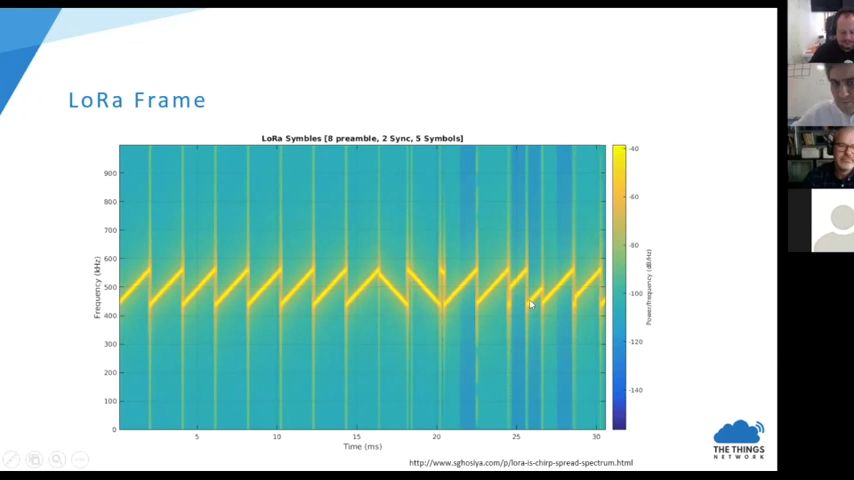 LoRa Frame
LoRa Symbles [8 preamble, 2 Sync, 5 Symbols]
Frequency (kHz)
900
800
700
600
500
400
300
200
100
0
5
10
15
20
25
30
Time (ms)
-40
-60
-80
-100
-120
-140
Power/frequency (dB/Hz)
http://www.sghosiya.com/p/lora-is-chirp-spread-spectrum.html
THE THINGS
NETWORK